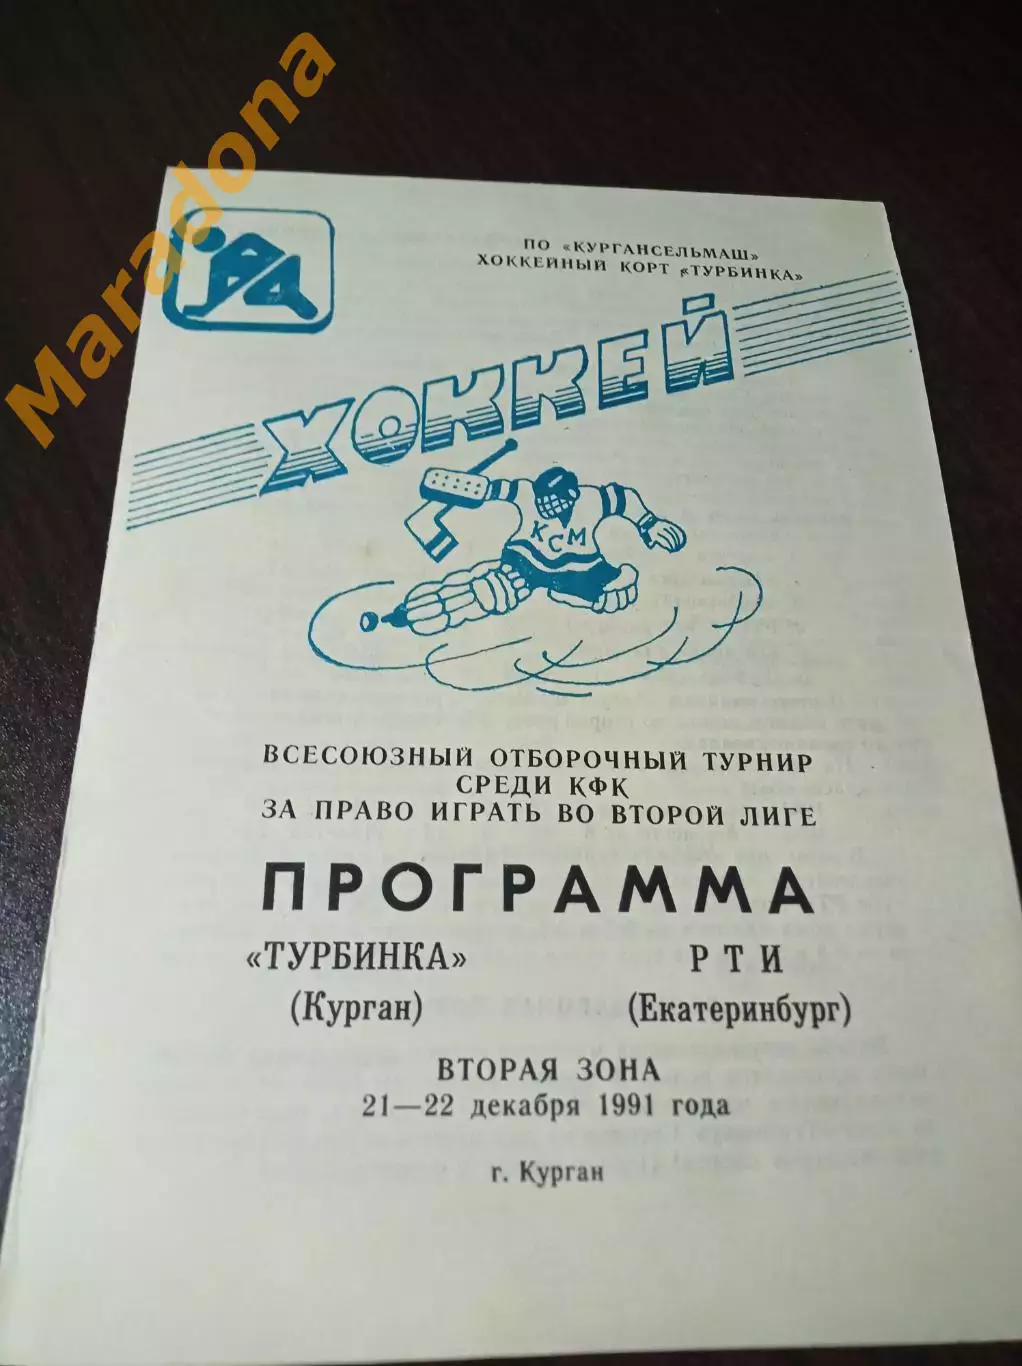 Maradona
ПО «КУРГАНСЕЛЬМАШ»
ХОККЕЙНЫЙ КОРТ «ТУРБИНКА»
ХОККЕЙ
КСМ
ВСЕСОЮЗНЫЙ ОТБОРОЧНЫЙ ТУРНИР
СРЕДИ КФК
ЗА ПРАВО ИГРАТЬ ВО ВТОРОЙ ЛИГЕ
ПРОГРАММА
«ТУРБИНКА» РТИ
(Курган) (Екатеринбург)
ВТОРАЯ ЗОНА
21—22 декабря 1991 года
г. Курган